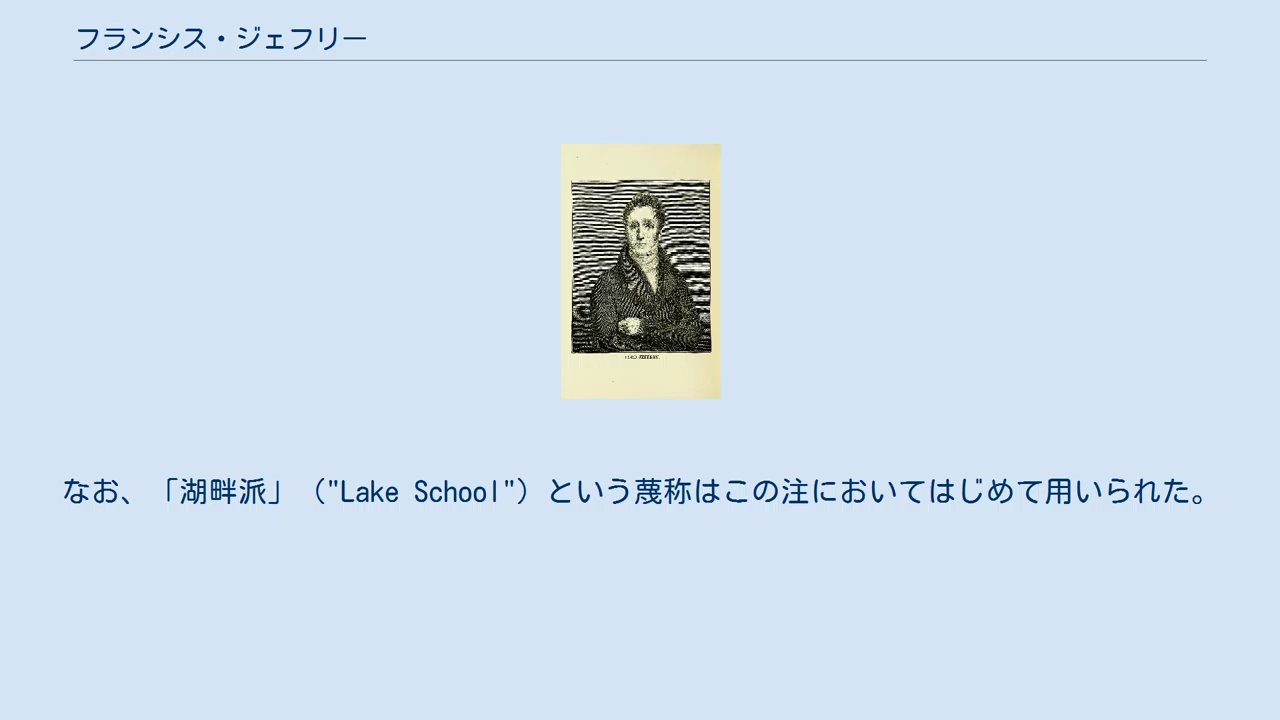 フランシス・ジェフリー
なお、「湖畔派」（"Lake School"）という蔑称はこの注においてはじめて用いられた。